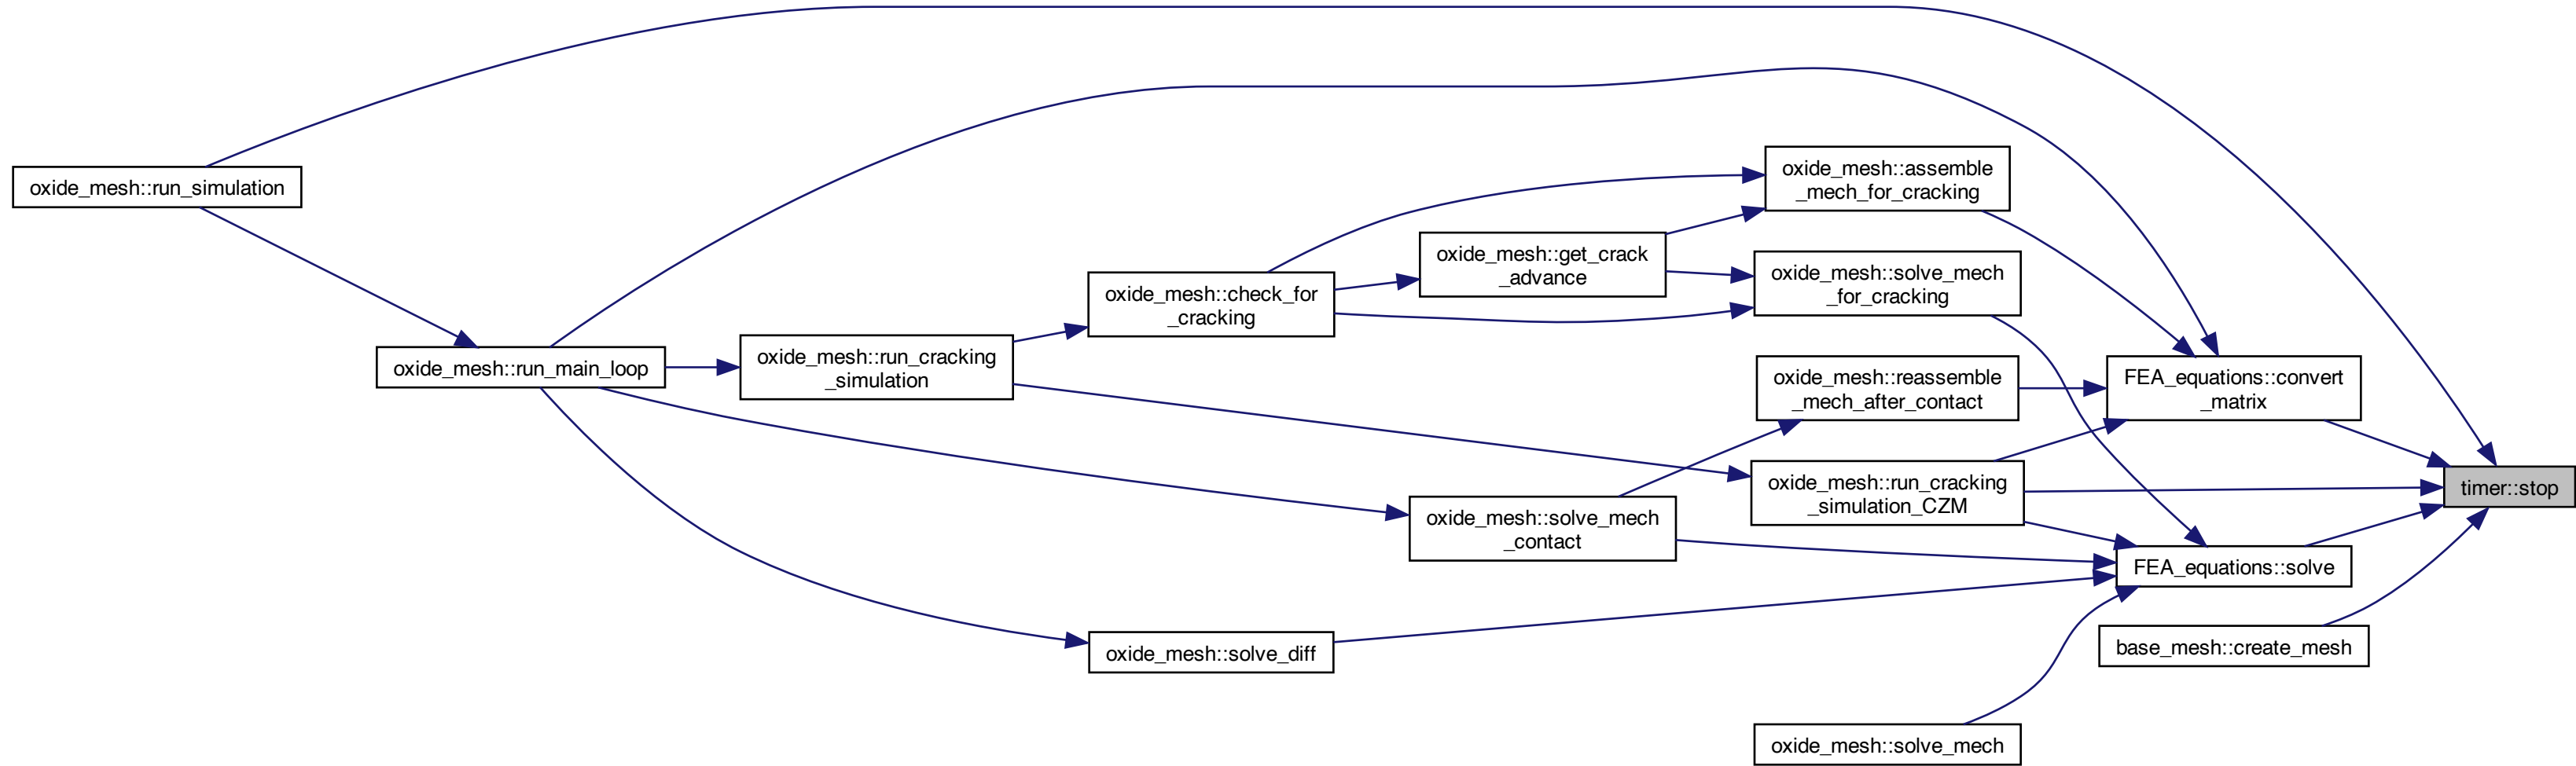 oxide_mesh::run_simulation
oxide_mesh::run_main_loop
oxide_mesh::run_cracking
_simulation
oxide_mesh::check_for
_cracking
oxide_mesh::get_crack
_advance
oxide_mesh::assemble
_mech_for_cracking
oxide_mesh::solve_mech
_for_cracking
oxide_mesh::reassemble
_mech_after_contact
oxide_mesh::run_cracking
_simulation_CZM
oxide_mesh::solve_mech
_contact
oxide_mesh::solve_diff
oxide_mesh::solve_mech
FEA_equations::convert
_matrix
FEA_equations::solve
base_mesh::create_mesh
timer::stop